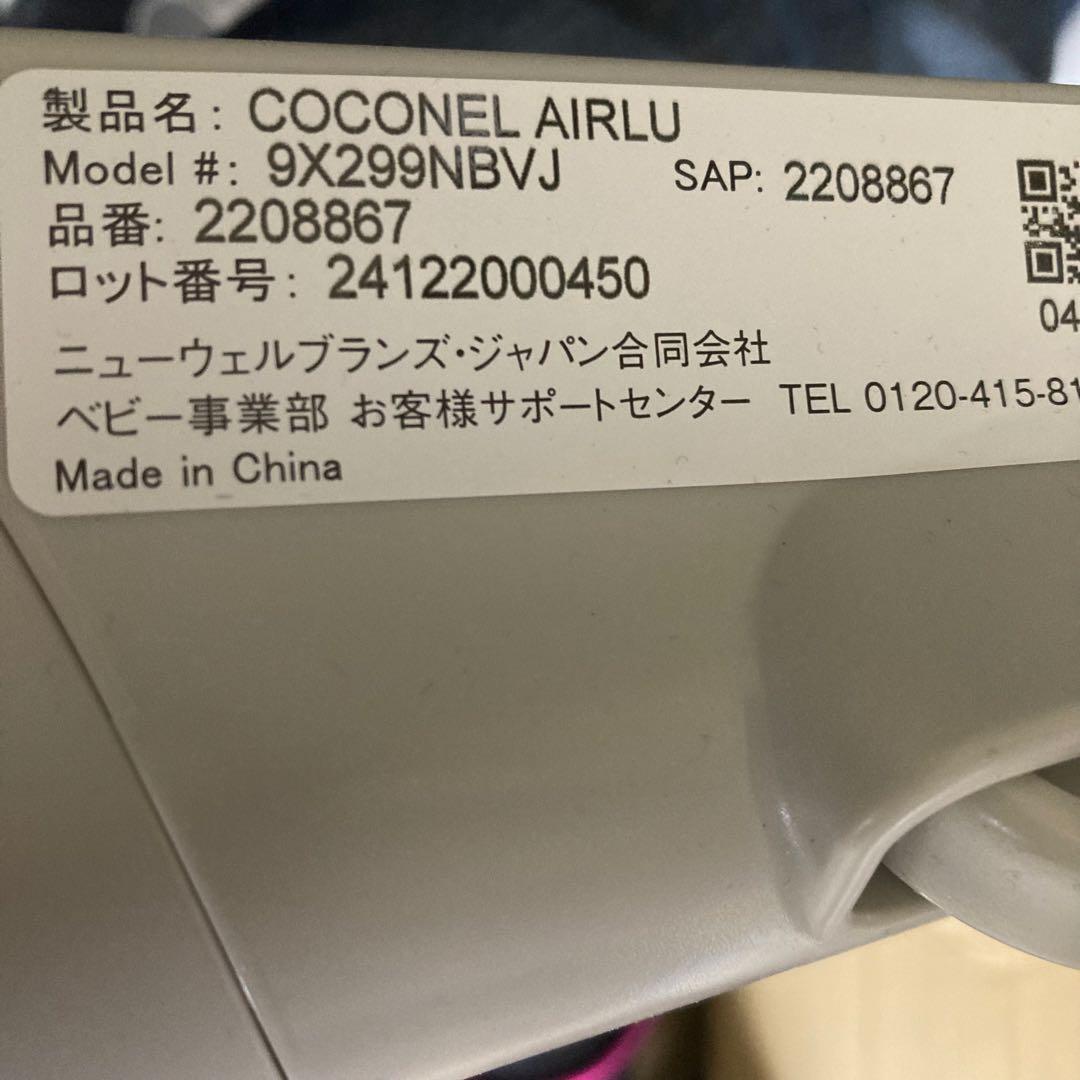 製品名: COCONEL AIRLU
Model #: 9X299NBVJ SAP: 2208867
品番: 2208867
ロット番号: 24122000450
04
ニューウェルブランズ・ジャパン合同会社
ベビー事業部 お客様サポートセンター TEL 0120-415-81
Made in China